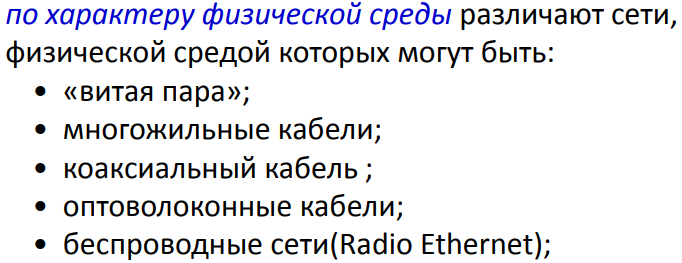 по характеру физической среды различают сети,
физической средой которых могут быть:
• «витая пара»;
• многожильные кабели;
• коаксиальный кабель ;
• оптоволоконные кабели;
• беспроводные сети(Radio Ethernet);